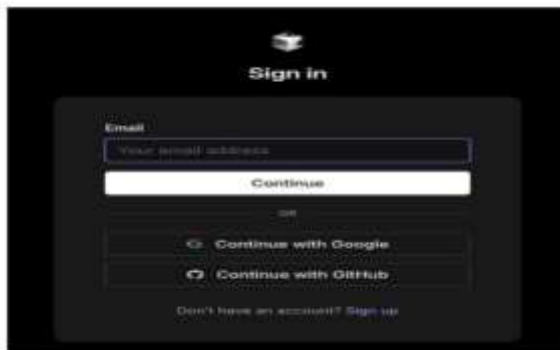 Sign in
Email
Your email address
Continue
OR
Continue with Google
Continue with GitHub
Don't have an account? Sign up